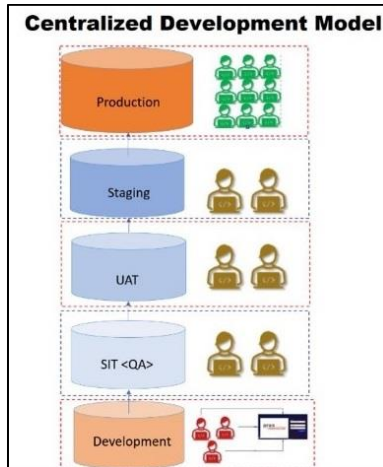 Centralized Development Model
Production
Staging
UAT
SIT <QA>
Development